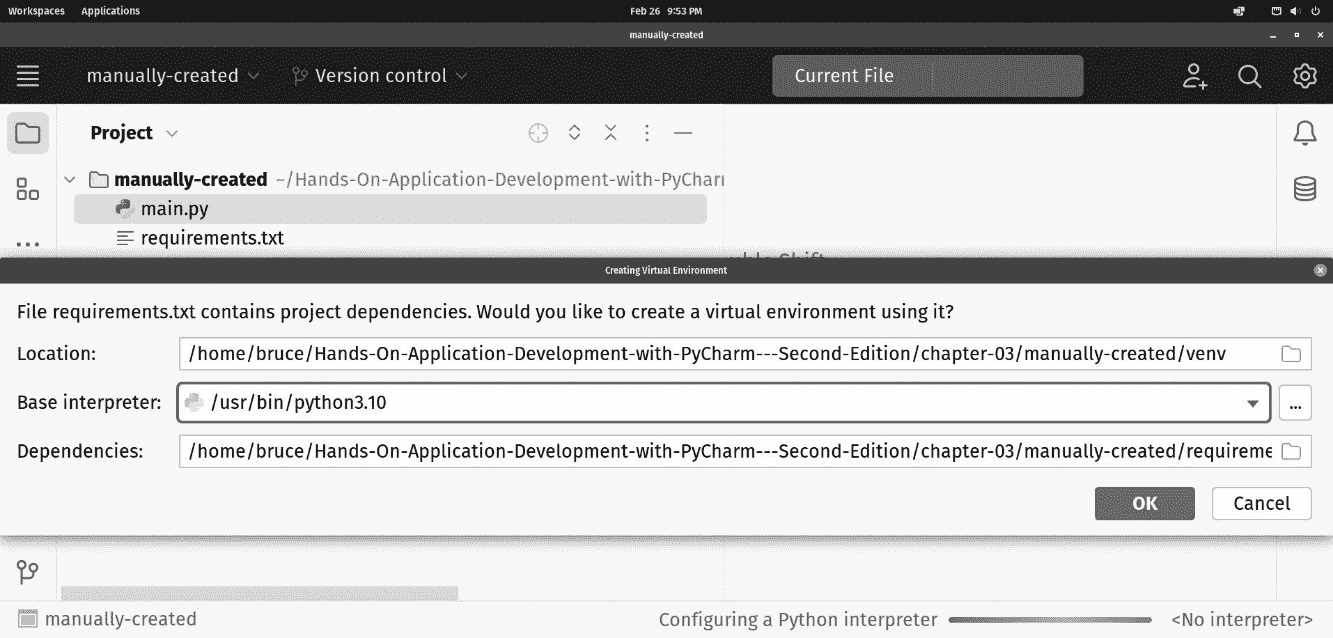 Workspaces Applications Feb 26 9:53 PM
manually-created
manually-created Version control Current File
Project
manually-created ~/Hands-On-Application-Development-with-PyCharm
main.py
requirements.txt
Shift
Creating Virtual Environment
File requirements.txt contains project dependencies. Would you like to create a virtual environment using it?
Location: /home/bruce/Hands-On-Application-Development-with-PyCharm---Second-Edition/chapter-03/manually-created/venv
Base interpreter: /usr/bin/python3.10 ...
Dependencies: /home/bruce/Hands-On-Application-Development-with-PyCharm---Second-Edition/chapter-03/manually-created/requireme
OK Cancel
manually-created Configuring a Python interpreter <No interpreter>